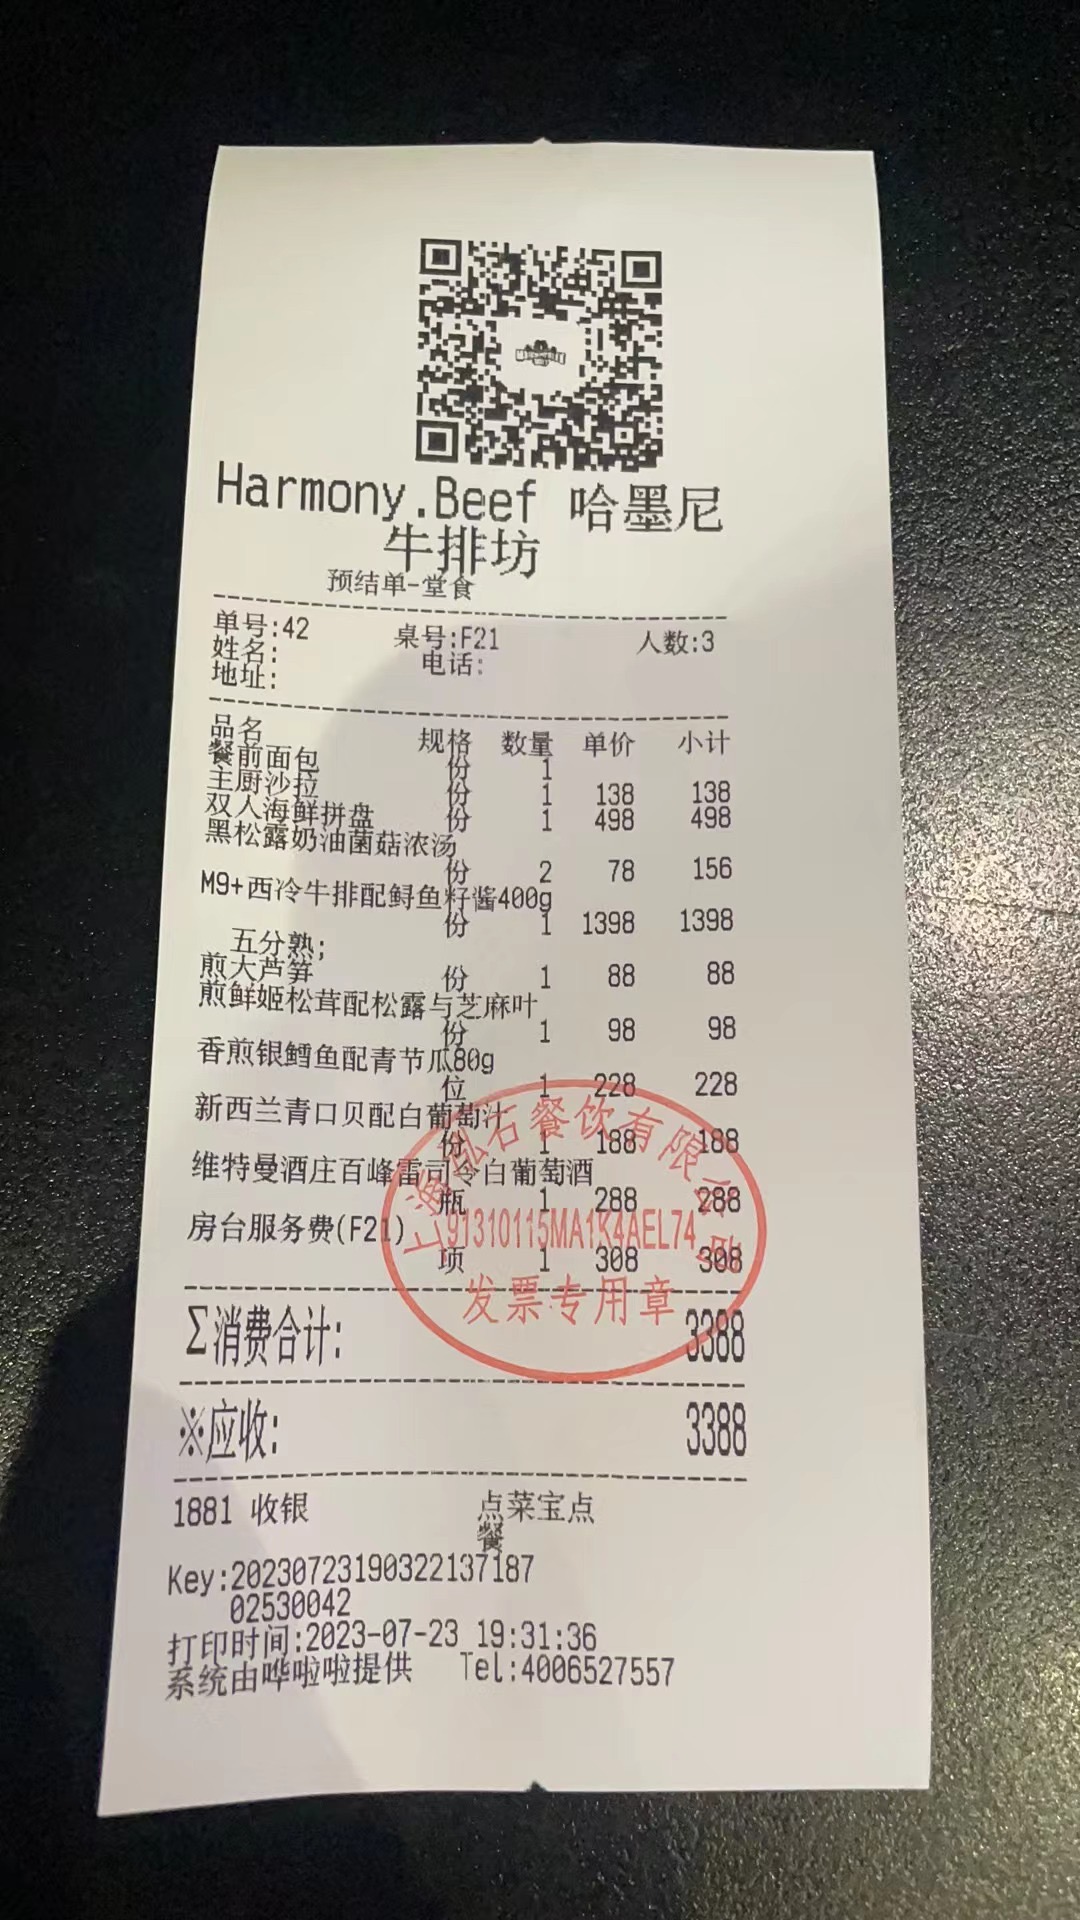 Harmony.Beef 哈墨尼
牛排坊
预结单-堂食
单号:42 桌号:F21 人数:3
姓名: 电话:
地址:
品名 规格 数量 单价 小计
餐前面包 份 1
主厨沙拉 份 1 138 138
双人海鲜拼盘 份 1 498 498
黑松露奶油菌菇浓汤
份 2 78 156
M9+西冷牛排配鲟鱼籽酱400g
份 1 1398 1398
五分熟;
煎大芦笋 份 1 88 88
煎鲜姬松茸配松露与芝麻叶
份 1 98 98
香煎银鳕鱼配青节瓜80g
位 1 228 228
新西兰青口贝配白葡萄汁
份 1 188 188
维特曼酒庄百峰雷司令白葡萄酒
瓶 1 288 288
房台服务费(F21)
项 1 308 308
上海泓石餐饮有限公司
91310115MA1K4AEL74
发票专用章
Σ消费合计: 3388
※应收: 3388
1881 收银 点菜宝点
餐
Key:20230723190322137187
02530042
打印时间:2023-07-23 19:31:36
系统由哗啦啦提供 Tel:4006527557